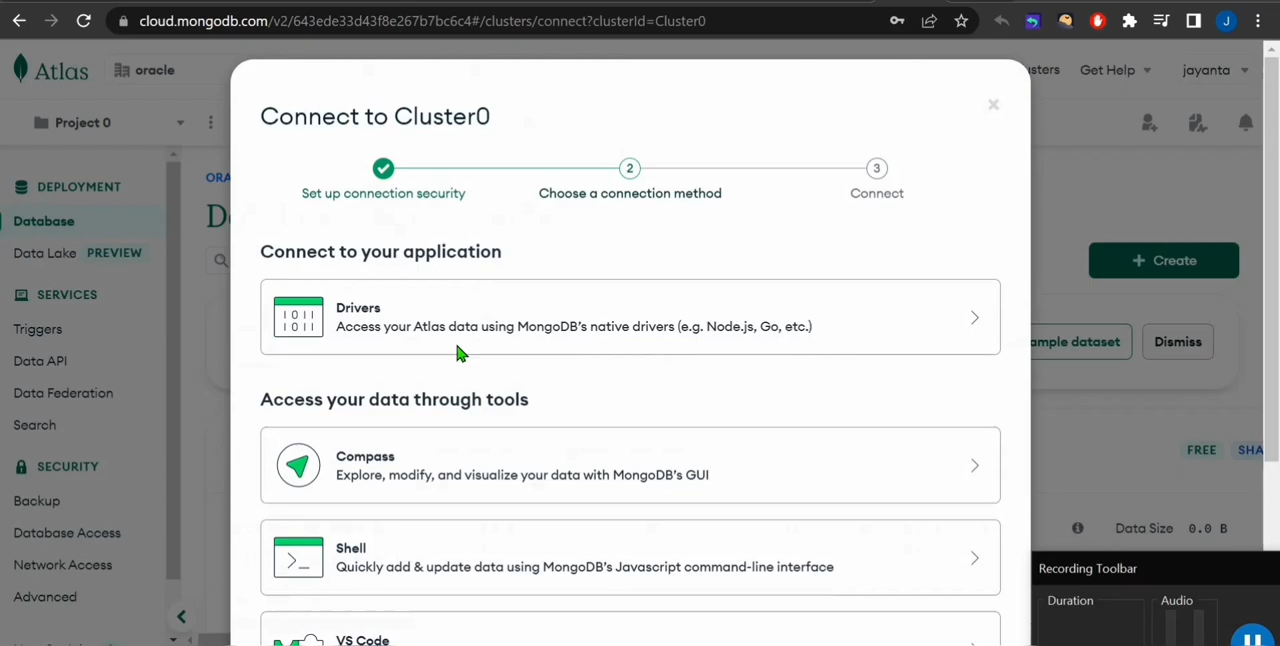 cloud.mongodb.com/v2/643ede33d43f8e267b7bc6c4#/clusters/connect?clusterId=Cluster0
J
Atlas
oracle
Get Help
jayanta
Project 0
Connect to Cluster0
2
3
Set up connection security
Choose a connection method
Connect
DEPLOYMENT
Database
Data Lake PREVIEW
SERVICES
Triggers
Data API
Data Federation
Search
SECURITY
Backup
Database Access
Network Access
Advanced
Connect to your application
Drivers
Access your Atlas data using MongoDB's native drivers (e.g. Node.js, Go, etc.)
Access your data through tools
Compass
Explore, modify, and visualize your data with MongoDB's GUI
Shell
Quickly add & update data using MongoDB's Javascript command-line interface
VS Code
+ Create
dataset
Dismiss
FREE
Data Size 0.0 B
Recording Toolbar
Duration
Audio